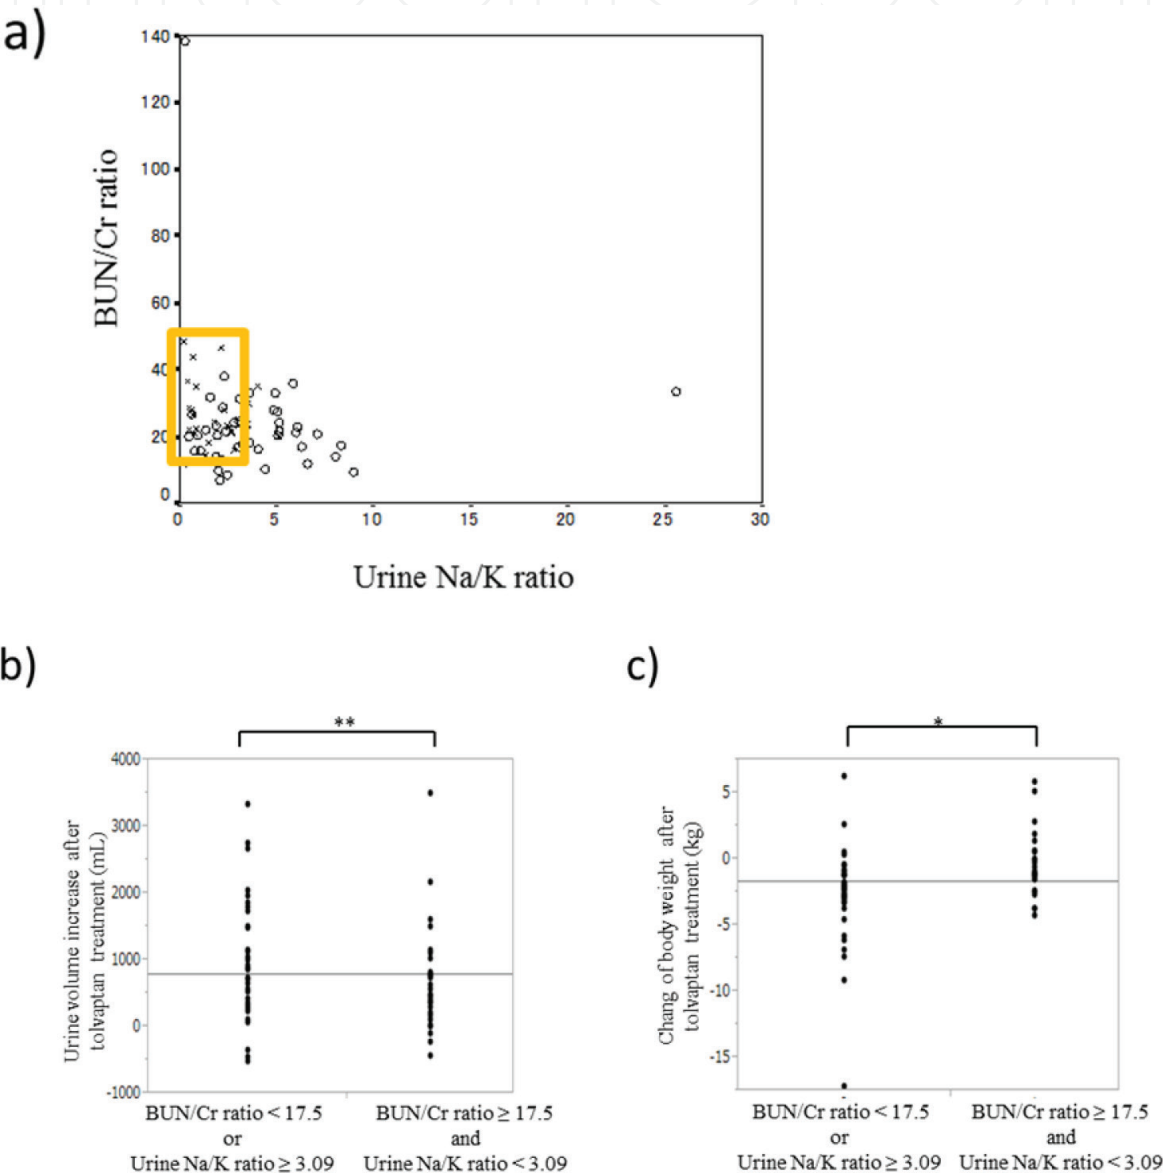 a)
140
120
100
80
60
40
20
0
0 5 10 15 20 25 30
BUN/Cr ratio
Urine Na/K ratio
b)
**
4000
3000
2000
1000
0
-1000
Urine volume increase after
tolvaptan treatment (mL)
BUN/Cr ratio < 17.5
or
Urine Na/K ratio ≥ 3.09
BUN/Cr ratio ≥ 17.5
and
Urine Na/K ratio < 3.09
c)
*
5
0
-5
-10
-15
Chang of body weight after
tolvaptan treatment (kg)
BUN/Cr ratio < 17.5
or
Urine Na/K ratio ≥ 3.09
BUN/Cr ratio ≥ 17.5
and
Urine Na/K ratio < 3.09